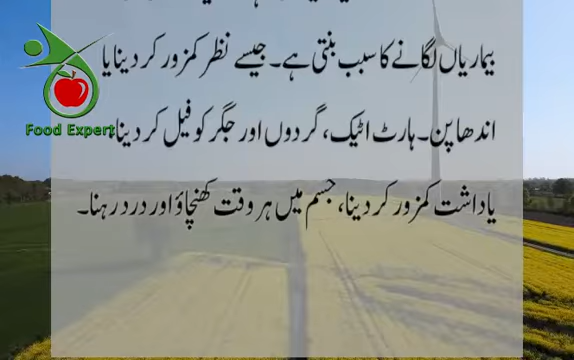 بیماریاں لگانے کا سبب بنتی ہے۔ جیسے نظر کمزور کر دینا یا
اندھا پن۔ ہارٹ اٹیک، گردوں اور جگر کو فیل کر دینا،
یاداشت کمزور کر دینا، جسم میں ہر وقت کھنچاؤ اور درد رہنا۔
Food Expert